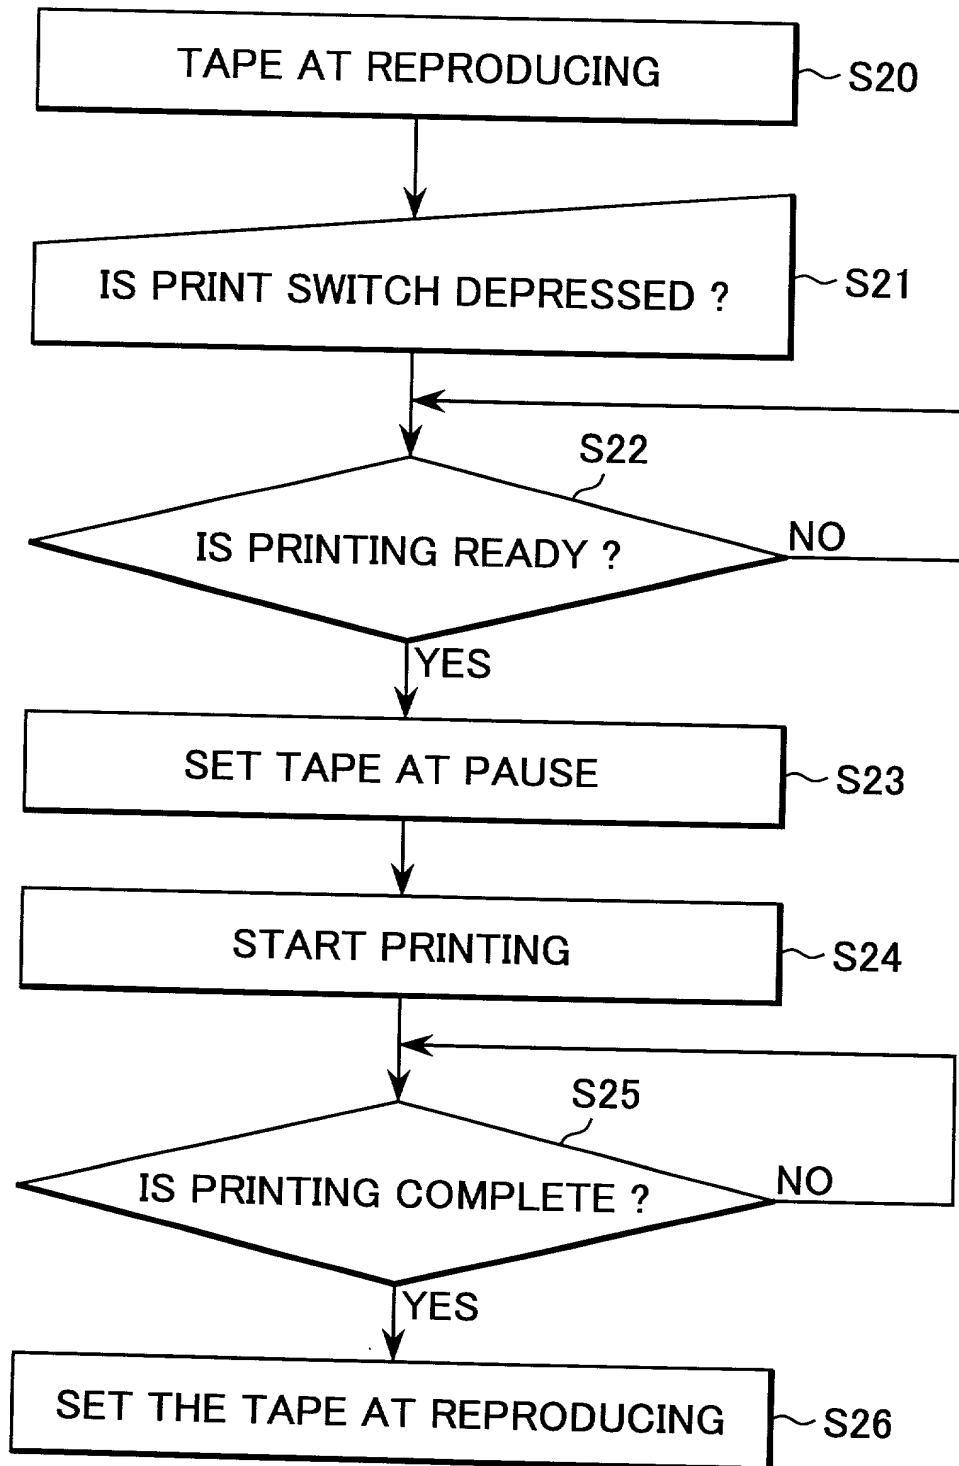 TAPE AT REPRODUCING
S20
IS PRINT SWITCH DEPRESSED ?
S21
S22
IS PRINTING READY ?
NO
YES
SET TAPE AT PAUSE
S23
START PRINTING
S24
S25
IS PRINTING COMPLETE ?
NO
YES
SET THE TAPE AT REPRODUCING
S26